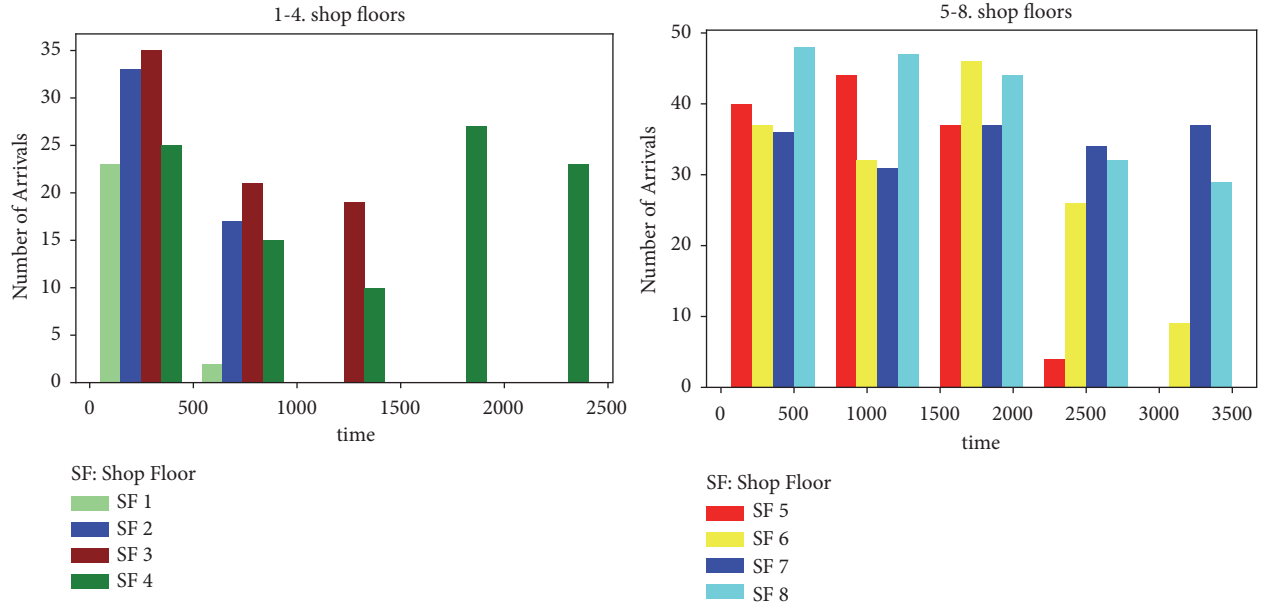 1-4. shop floors
35
30
25
20
15
10
5
0
Number of Arrivals
0 500 1000 1500 2000 2500
time
SF: Shop Floor
SF 1
SF 2
SF 3
SF 4
5-8. shop floors
50
40
30
20
10
0
Number of Arrivals
0 500 1000 1500 2000 2500 3000 3500
time
SF: Shop Floor
SF 5
SF 6
SF 7
SF 8